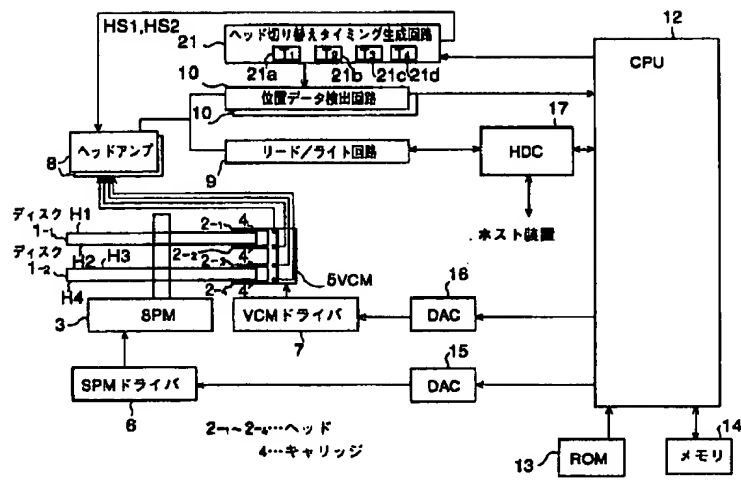 HS1,HS2
21
ヘッド切り替えタイミング生成回路
T1 T2 T3 T4
21a 21b 21c 21d
12
CPU
10
位置データ検出回路
10
17
HDC
ヘッドアンプ
8
リード/ライト回路
9
ホスト装置
ディスク H1
1-1
2-1 4
H2 H3
2-2 4
ディスク
1-2
2-3
H4
2-4 4
5VCM
3
SPM
VCMドライバ
7
16
DAC
15
DAC
SPMドライバ
6
2-1~2-4…ヘッド
4…キャリッジ
13
ROM
14
メモリ